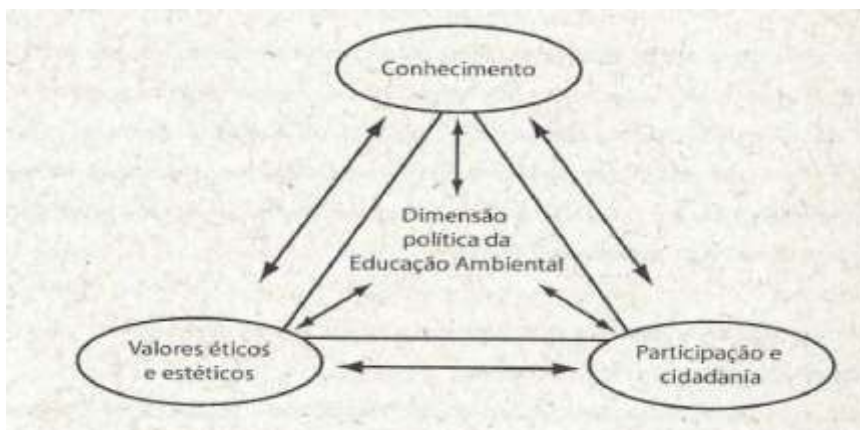 Conhecimento
Dimensão
política da
Educação Ambiental
Valores éticos
e estéticos
Participação e
cidadania